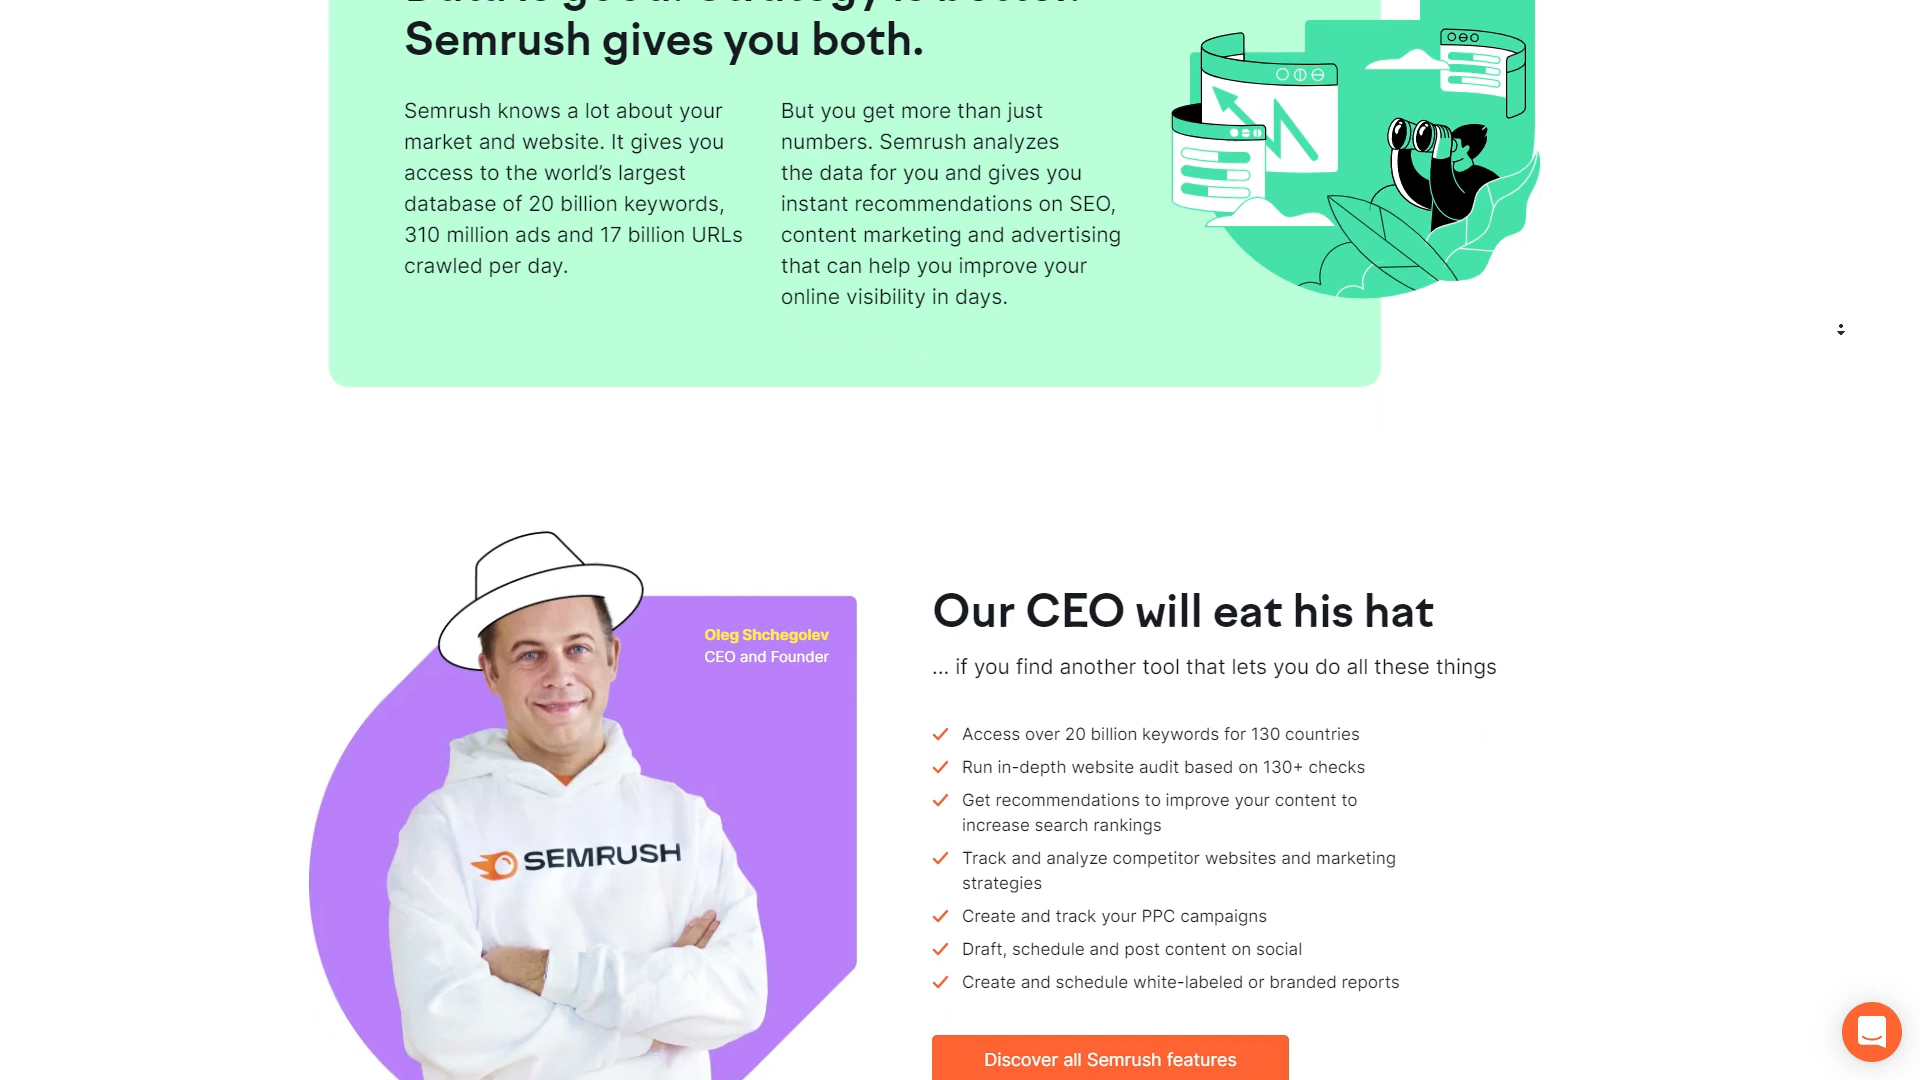 Data is good. Strategy is better.
Semrush gives you both.
Semrush knows a lot about your
market and website. It gives you
access to the world’s largest
database of 20 billion keywords,
310 million ads and 17 billion URLs
crawled per day.
But you get more than just
numbers. Semrush analyzes
the data for you and gives you
instant recommendations on SEO,
content marketing and advertising
that can help you improve your
online visibility in days.
Oleg Shchegolev
CEO and Founder
SEMRUSH
Our CEO will eat his hat
... if you find another tool that lets you do all these things
Access over 20 billion keywords for 130 countries
Run in-depth website audit based on 130+ checks
Get recommendations to improve your content to
increase search rankings
Track and analyze competitor websites and marketing
strategies
Create and track your PPC campaigns
Draft, schedule and post content on social
Create and schedule white-labeled or branded reports
Discover all Semrush features